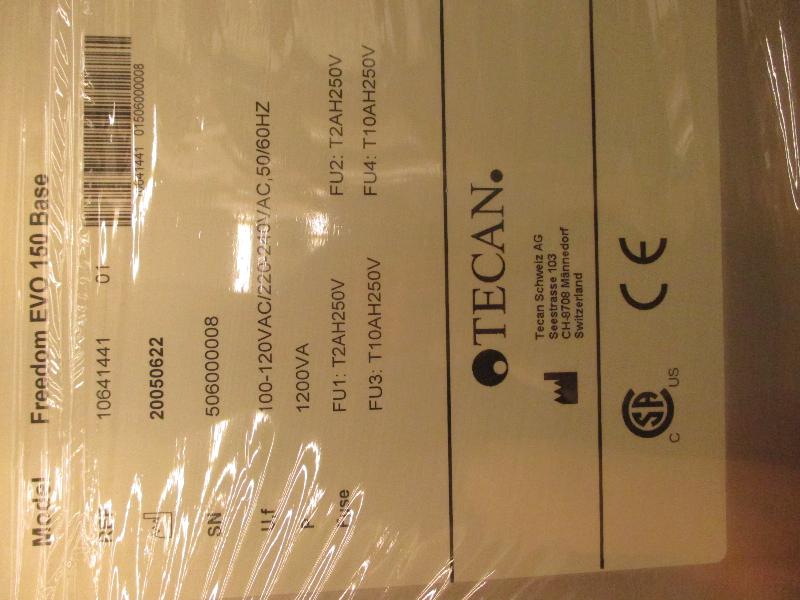 Model Freedom EVO 150 Base
REF 10641441 01
10641441 01506000008
20050622
SN 506000008
U.f 100-120VAC/220-240VAC,50/60HZ
P 1200VA
Fuse FU1: T2AH250V FU2: T2AH250V
FU3: T10AH250V FU4: T10AH250V
TECAN.
Tecan Schweiz AG
Seestrasse 103
CH-8708 Männedorf
Switzerland
C SA US CE